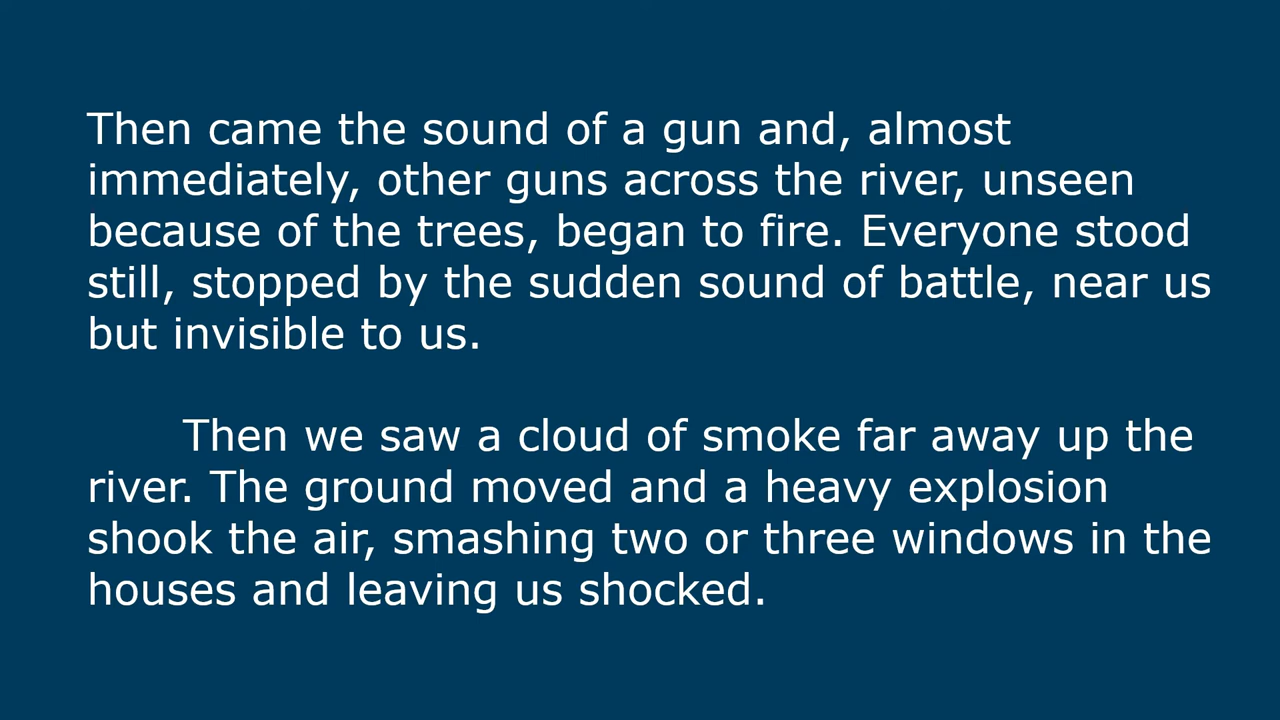 Then came the sound of a gun and, almost
immediately, other guns across the river, unseen
because of the trees, began to fire. Everyone stood
still, stopped by the sudden sound of battle, near us
but invisible to us.
Then we saw a cloud of smoke far away up the
river. The ground moved and a heavy explosion
shook the air, smashing two or three windows in the
houses and leaving us shocked.